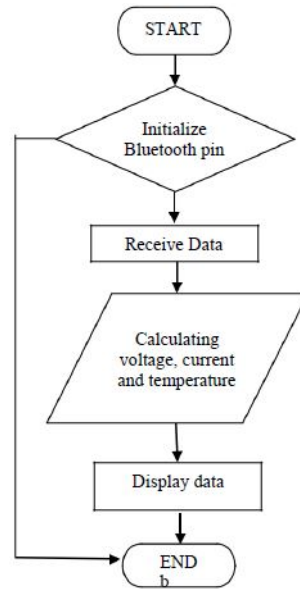 START
Initialize
Bluetooth pin
Receive Data
Calculating
voltage, current
and temperature
Display data
END
b